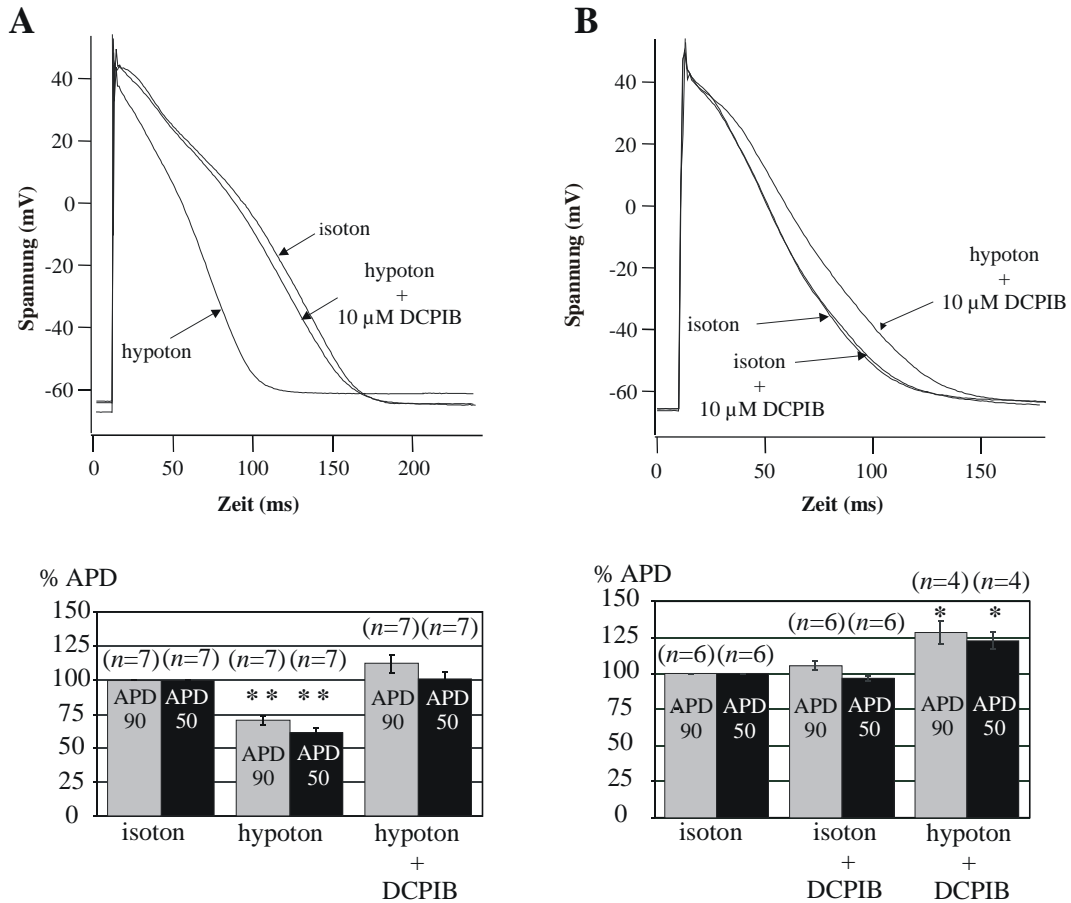 A
Spannung (mV)
40
20
0
-20
-40
-60
isoton
hypoton
+
10 µM DCPIB
hypoton
0 50 100 150 200
Zeit (ms)
B
Spannung (mV)
40
20
0
-20
-40
-60
hypoton
+
10 µM DCPIB
isoton
isoton
+
10 µM DCPIB
0 50 100 150
Zeit (ms)
% APD
150
125
100
75
50
25
0
(n=7) (n=7)
(n=7) (n=7)
(n=7) (n=7)
* * * *
APD 90
APD 50
APD 90
APD 50
isoton
hypoton
hypoton
+
DCPIB
% APD
150
125
100
75
50
25
0
(n=6) (n=6)
(n=6) (n=6)
(n=4) (n=4)
* *
APD 90
APD 50
APD 90
APD 50
APD 90
APD 50
isoton
isoton
+
DCPIB
hypoton
+
DCPIB